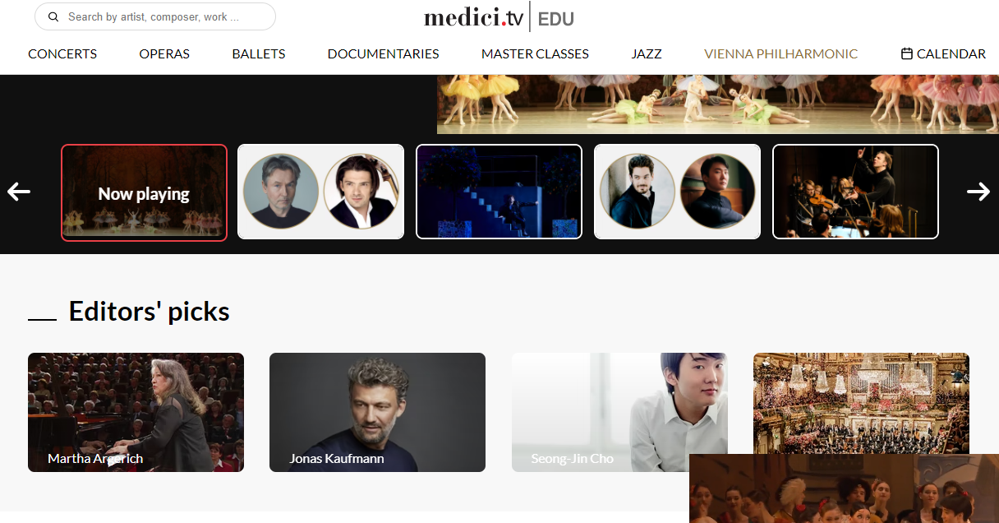 Search by artist, composer, work ...
medici.tv EDU
CONCERTS OPERAS BALLETS DOCUMENTARIES MASTER CLASSES JAZZ VIENNA PHILHARMONIC CALENDAR
Now playing
Editors' picks
Martha Argerich
Jonas Kaufmann
Seong-Jin Cho